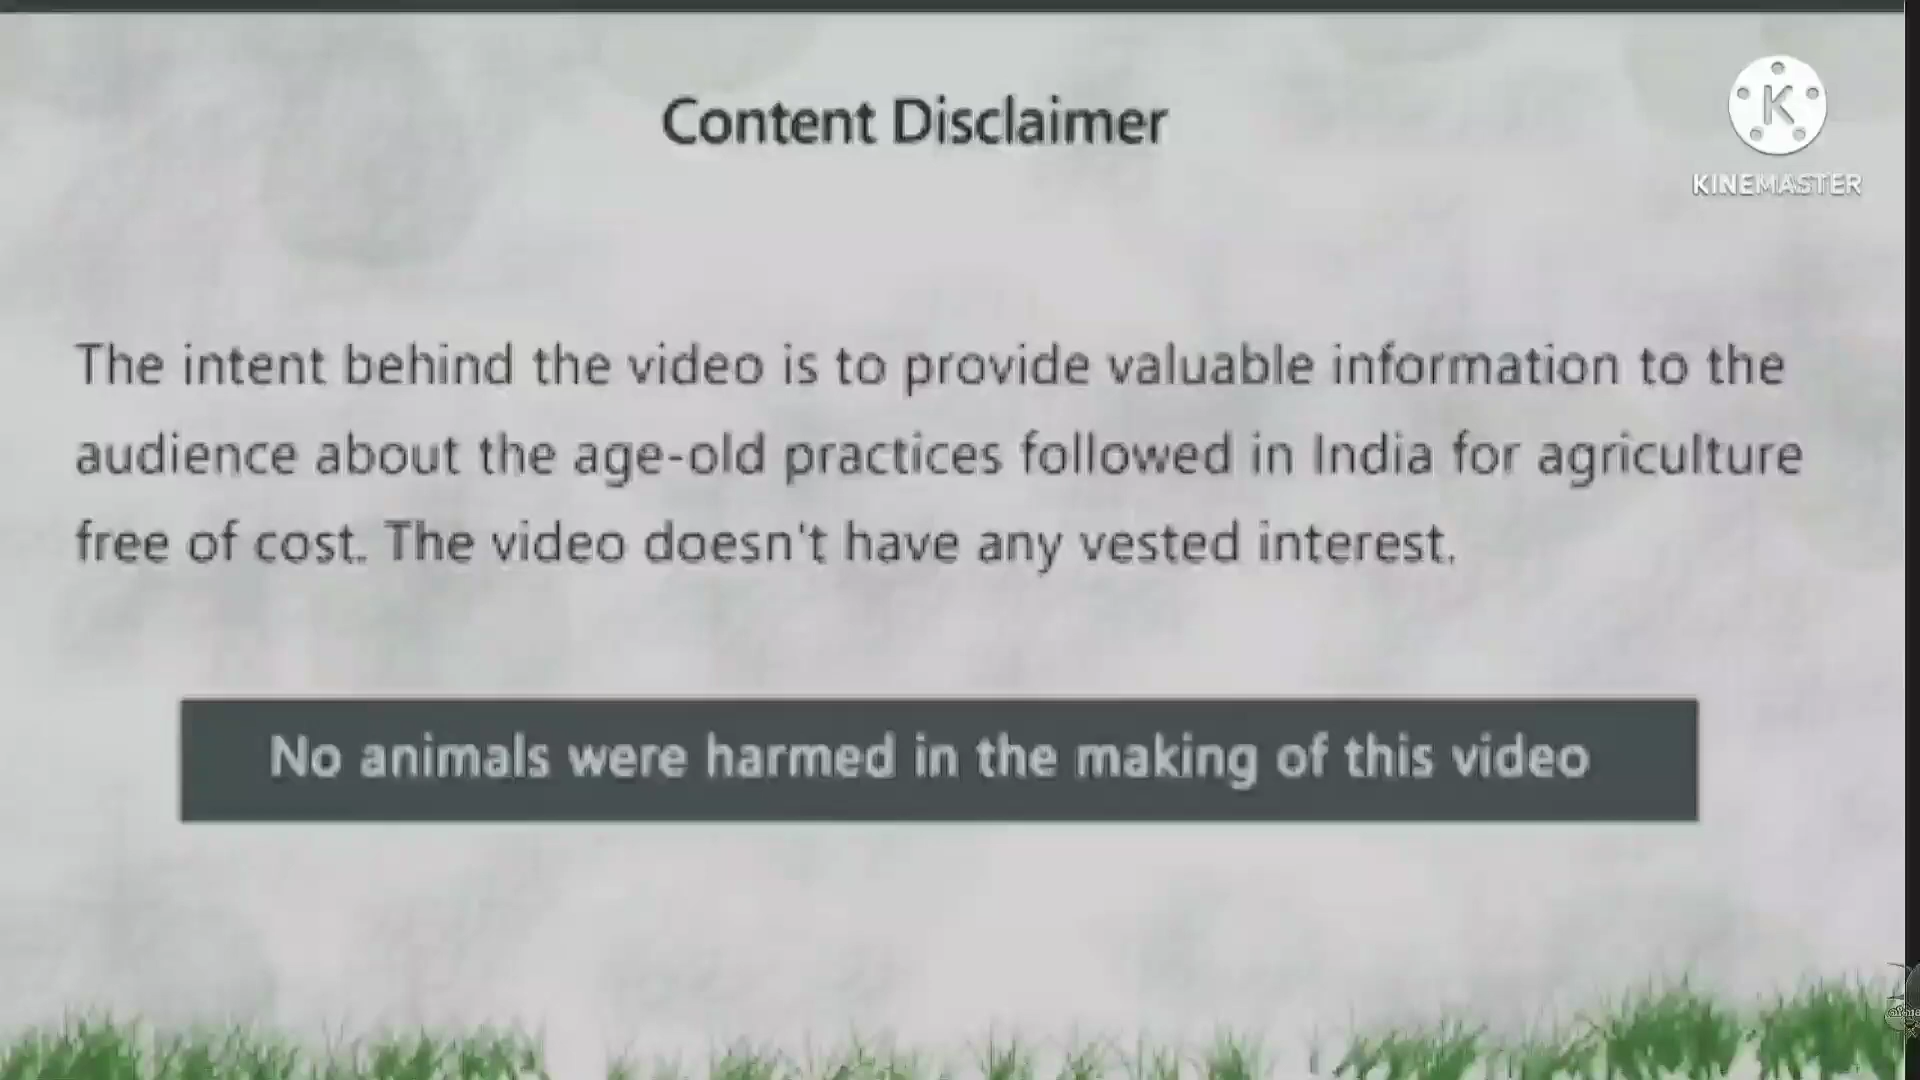 Content Disclaimer
KINEMASTER
The intent behind the video is to provide valuable information to the
audience about the age-old practices followed in India for agriculture
free of cost. The video doesn't have any vested interest.
No animals were harmed in the making of this video